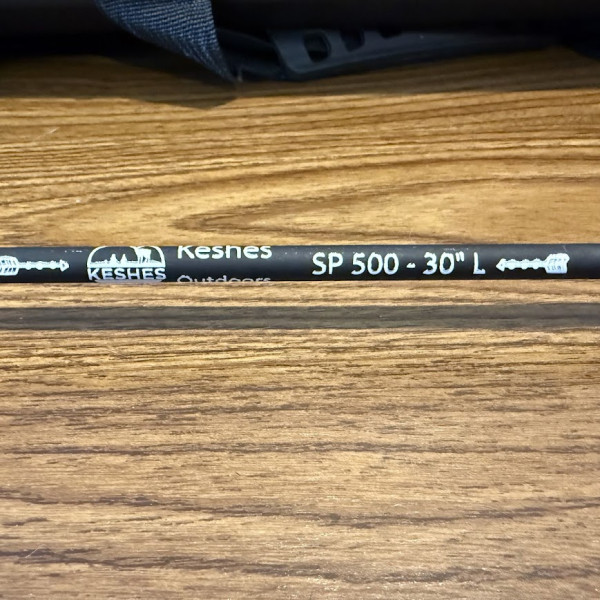 KESHES
Keshes
Outdoors
SP 500 - 30" L